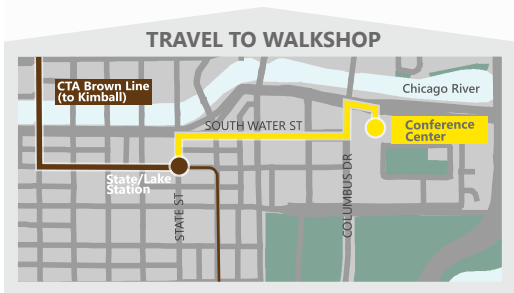 TRAVEL TO WALKSHOP
CTA Brown Line
(to Kimball)
Chicago River
SOUTH WATER ST
Conference
Center
State/Lake
Station
STATE ST
COLUMBUS DR